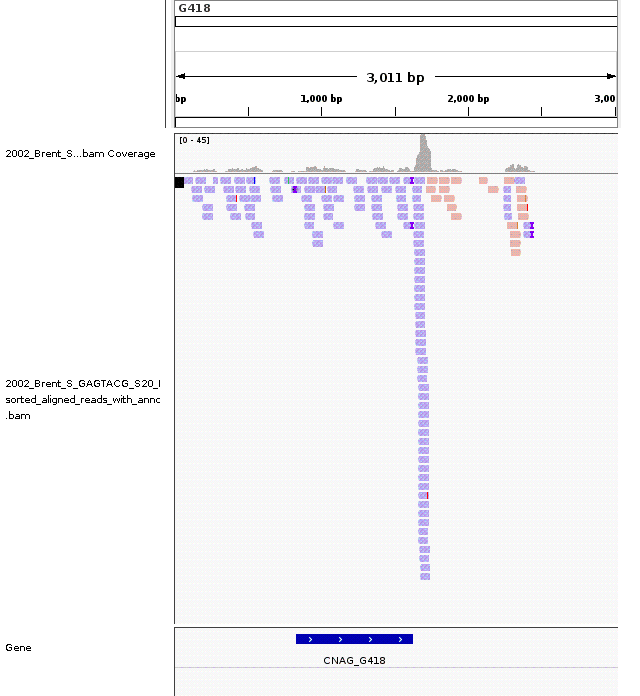 G418
3,011 bp
bp 1,000 bp 2,000 bp 3,00
[0 - 45]
2002_Brent_S...bam Coverage
2002_Brent_S_GAGTACG_S20_l
sorted_aligned_reads_with_annc
.bam
Gene
CNAG_G418